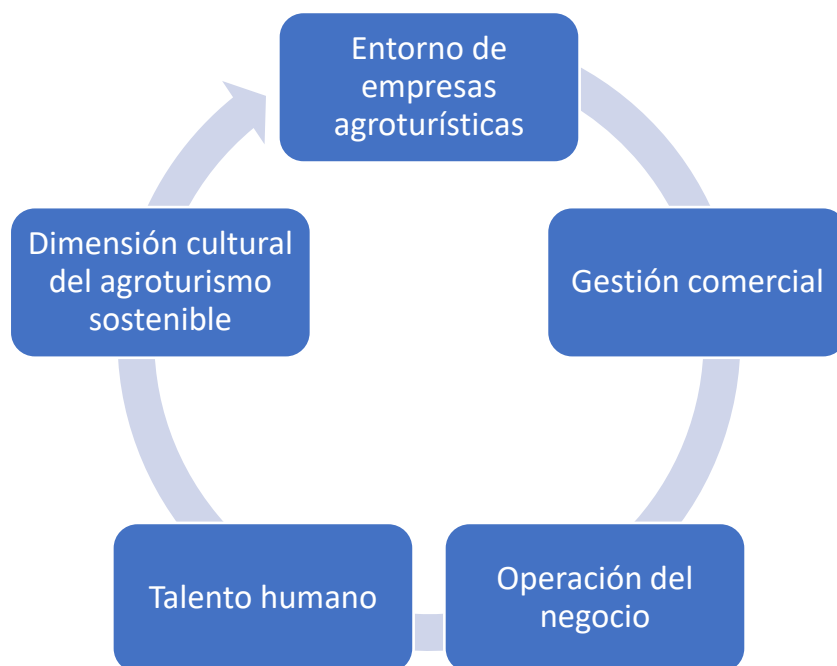 Entorno de
empresas
agroturísticas
Gestión comercial
Operación del
negocio
Talento humano
Dimensión cultural
del agroturismo
sostenible